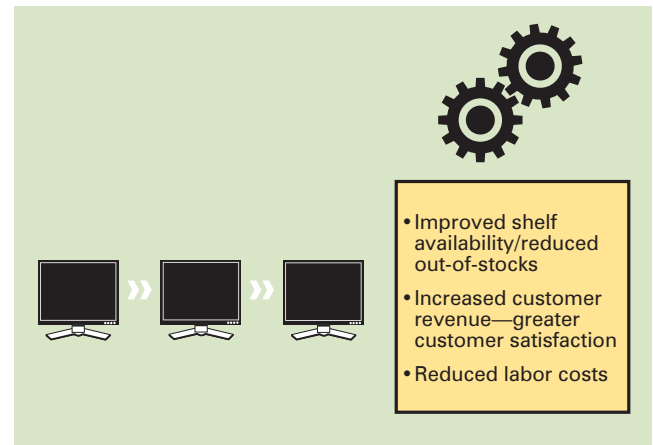 • Improved shelf
availability/reduced
out-of-stocks
• Increased customer
revenue—greater
customer satisfaction
• Reduced labor costs